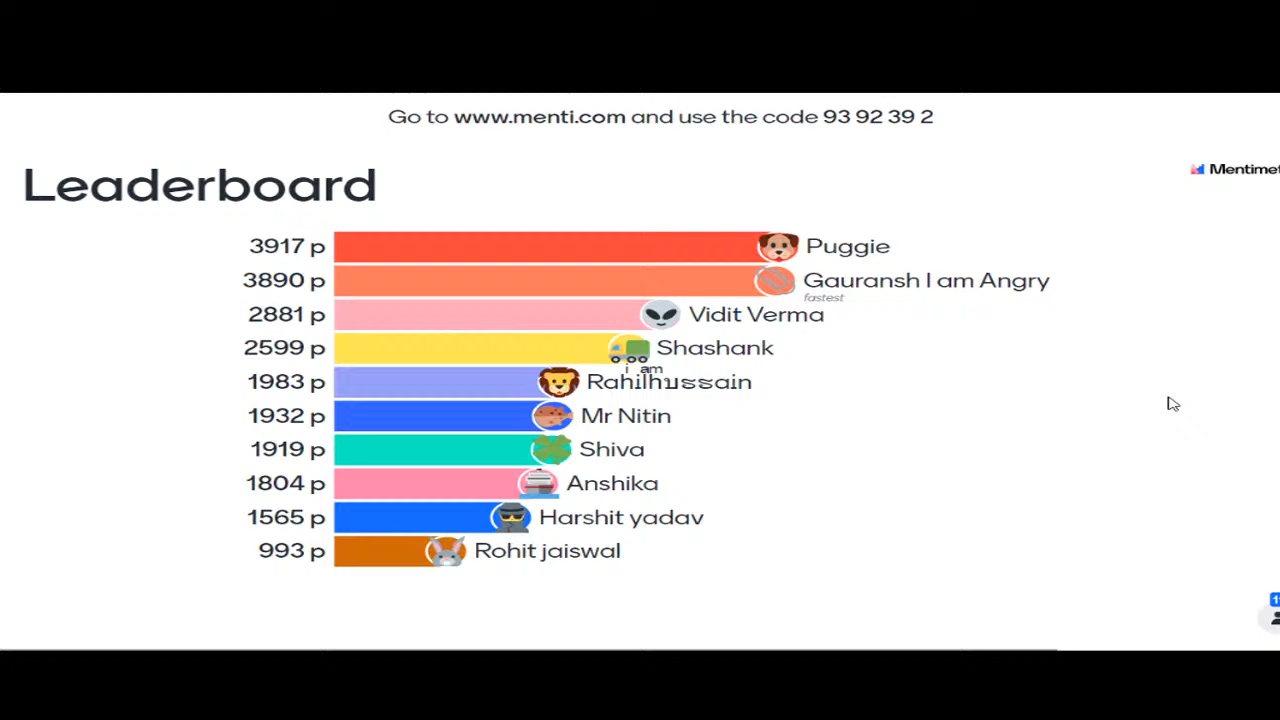 Go to www.menti.com and use the code 93 92 39 2
Mentimet
Leaderboard
3917 p Puggie
3890 p Gauransh I am Angry
fastest
2881 p Vidit Verma
2599 p Shashank
i am
1983 p Rahilhussain
1932 p Mr Nitin
1919 p Shiva
1804 p Anshika
1565 p Harshit yadav
993 p Rohit jaiswal